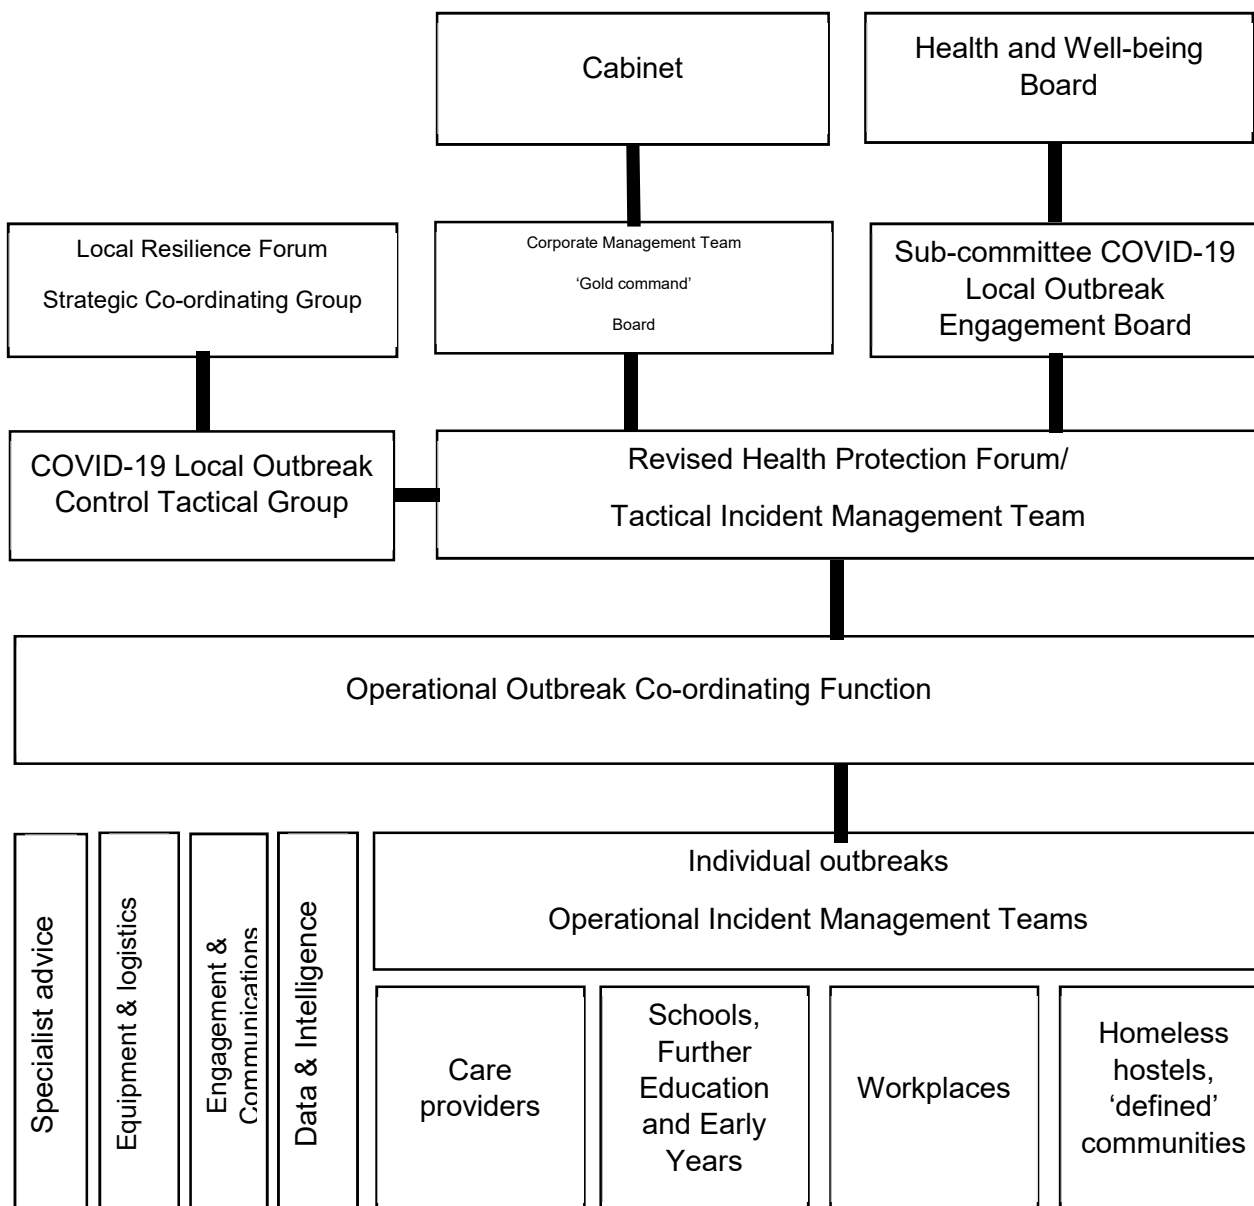 Cabinet
Health and Well-being
Board
Local Resilience Forum
Strategic Co-ordinating Group
Corporate Management Team
‘Gold command’
Board
Sub-committee COVID-19
Local Outbreak
Engagement Board
COVID-19 Local Outbreak
Control Tactical Group
Revised Health Protection Forum/
Tactical Incident Management Team
Operational Outbreak Co-ordinating Function
Specialist advice
Equipment & logistics
Engagement &
Communications
Data & Intelligence
Individual outbreaks
Operational Incident Management Teams
Care
providers
Schools,
Further
Education
and Early
Years
Workplaces
Homeless
hostels,
‘defined’
communities